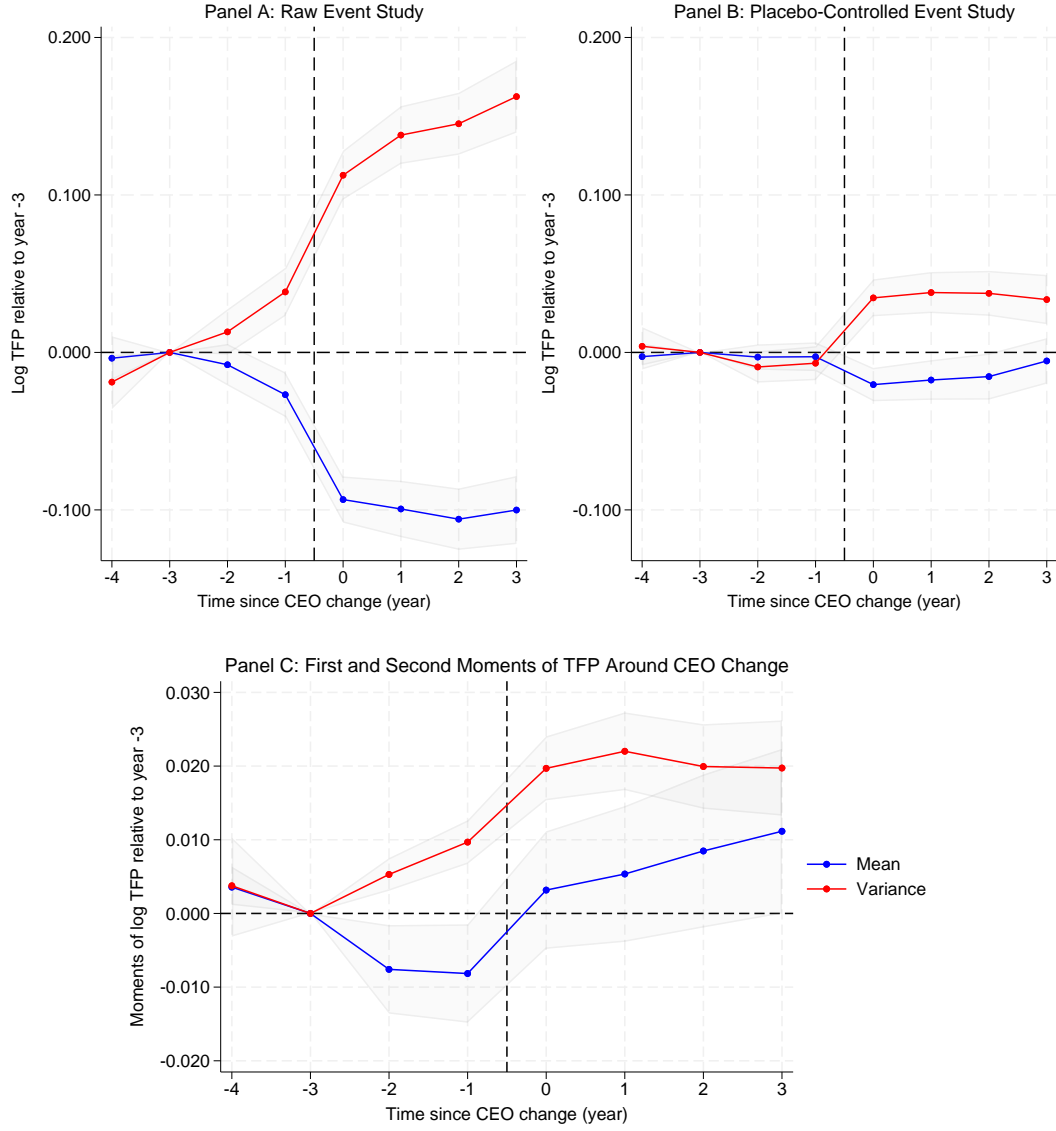 Panel A: Raw Event Study
Log TFP relative to year -3
0.200
0.100
0.000
-0.100
-4 -3 -2 -1 0 1 2 3
Time since CEO change (year)
Panel B: Placebo-Controlled Event Study
Log TFP relative to year -3
0.200
0.100
0.000
-0.100
-4 -3 -2 -1 0 1 2 3
Time since CEO change (year)
Panel C: First and Second Moments of TFP Around CEO Change
Moments of log TFP relative to year -3
0.030
0.020
0.010
0.000
-0.010
-0.020
-4 -3 -2 -1 0 1 2 3
Time since CEO change (year)
Mean
Variance